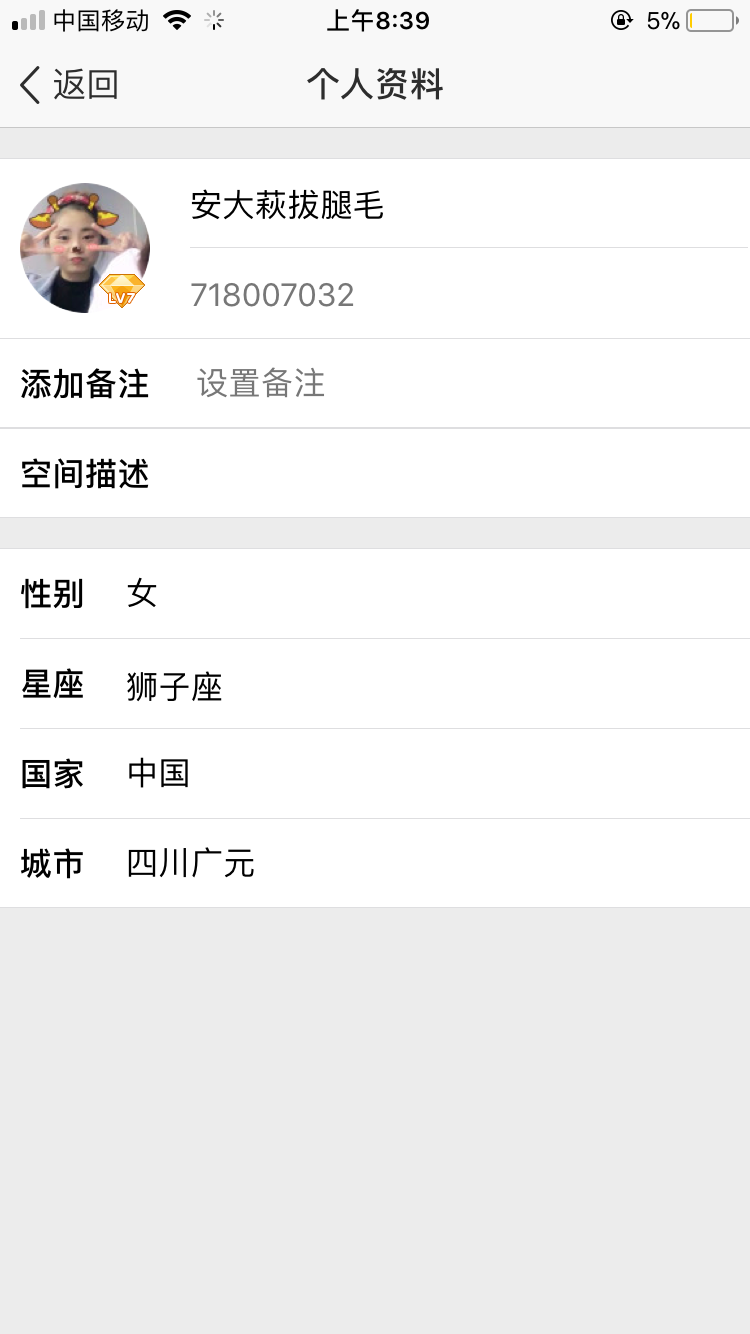 中国移动 上午8:39 5%
返回 个人资料
安大萩拔腿毛
LV7
718007032
添加备注 设置备注
空间描述
性别 女
星座 狮子座
国家 中国
城市 四川广元